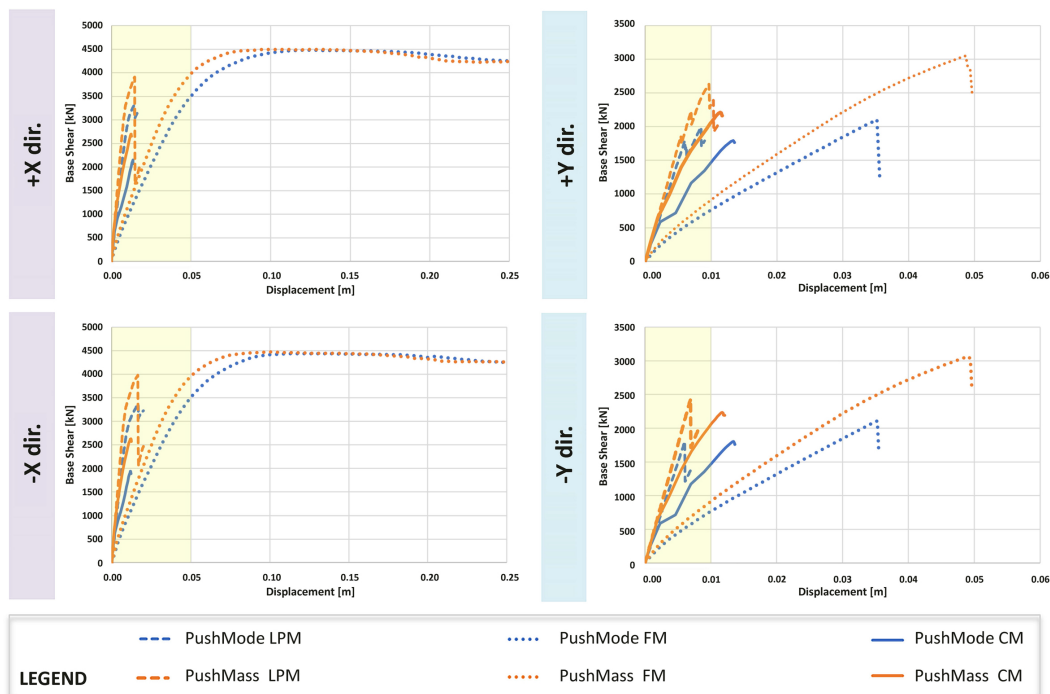 +X dir.
Base Shear [kN]
5000
4500
4000
3500
3000
2500
2000
1500
1000
500
0
0.00 0.05 0.10 0.15 0.20 0.25
Displacement [m]
+Y dir.
Base Shear [kN]
3500
3000
2500
2000
1500
1000
500
0
0.00 0.01 0.02 0.03 0.04 0.05 0.06
Displacement [m]
-X dir.
Base Shear [kN]
5000
4500
4000
3500
3000
2500
2000
1500
1000
500
0
0.00 0.05 0.10 0.15 0.20 0.25
Displacement [m]
-Y dir.
Base Shear [kN]
3500
3000
2500
2000
1500
1000
500
0
0.00 0.01 0.02 0.03 0.04 0.05 0.06
Displacement [m]
LEGEND
PushMode LPM PushMode FM PushMode CM
PushMass LPM PushMass FM PushMass CM